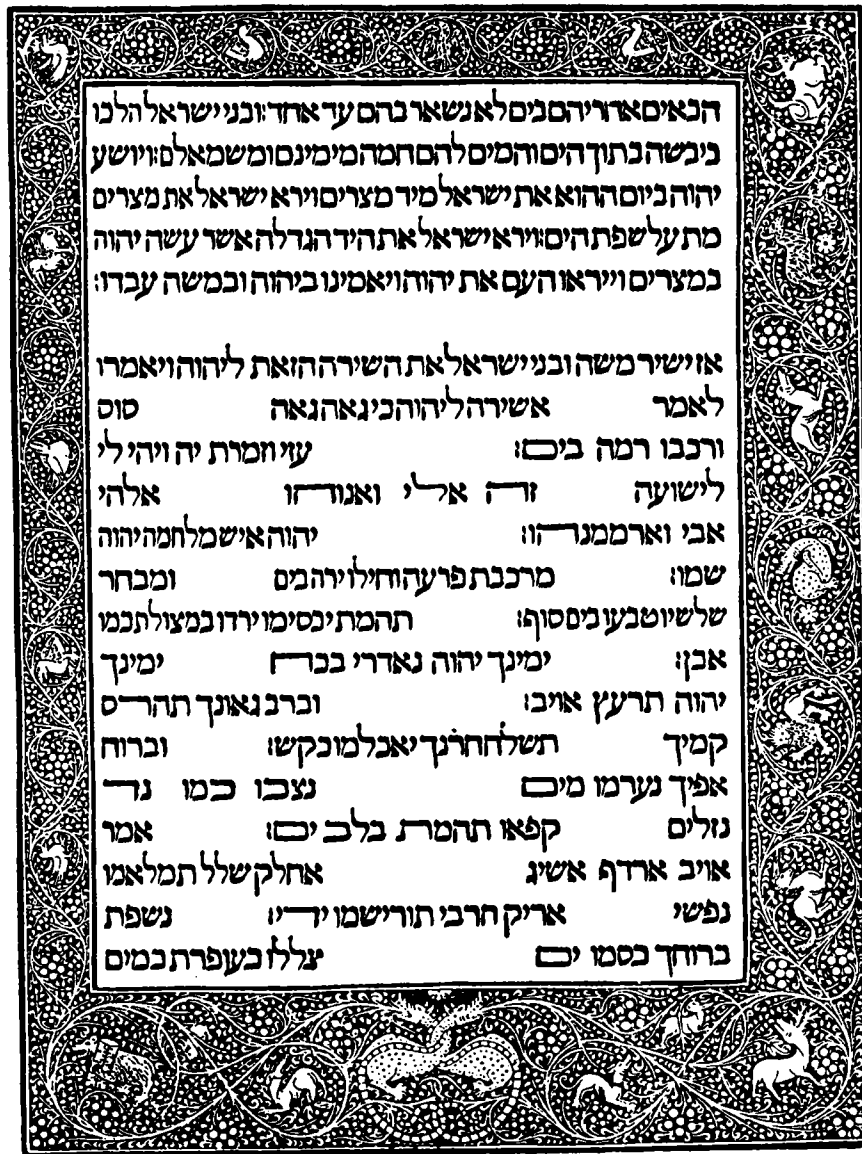 הבאים אחריהם בים לא נשאר בהם עד אחד׃ ובני ישראל הלכו
ביבשה בתוך הים והמים להם חמה מימינם ומשמאלם׃ ויושע
יהוה ביום ההוא את ישראל מיד מצרים וירא ישראל את מצרים
מת על שפת הים׃ וירא ישראל את היד הגדלה אשר עשה יהוה
במצרים וייראו העם את יהוה ויאמינו ביהוה ובמשה עבדו׃
אז ישיר משה ובני ישראל את השירה הזאת ליהוה ויאמרו
לאמר אשירה ליהוה כי גאה גאה סוס
ורכבו רמה בים׃ עזי וזמרת יה ויהי לי
לישועה זה אלי ואנוהו אלהי
אבי וארממנהו׃ יהוה איש מלחמה יהוה
שמו׃ מרכבת פרעה וחילו ירה בים ומבחר
שלשיו טבעו בים סוף׃ תהמת יכסימו ירדו במצולת כמו
אבן׃ ימינך יהוה נאדרי בכח ימינך
יהוה תרעץ אויב׃ וברב גאונך תהרס
קמיך תשלח חרנך יאכלמו כקש׃ וברוח
אפיך נערמו מים נצבו כמו נד
נזלים קפאו תהמת בלב ים׃ אמר
אויב ארדף אשיג אחלק שלל תמלאמו
נפשי אריק חרבי תורישמו ידי׃ נשפת
ברוחך כסמו ים צללו כעופרת במים